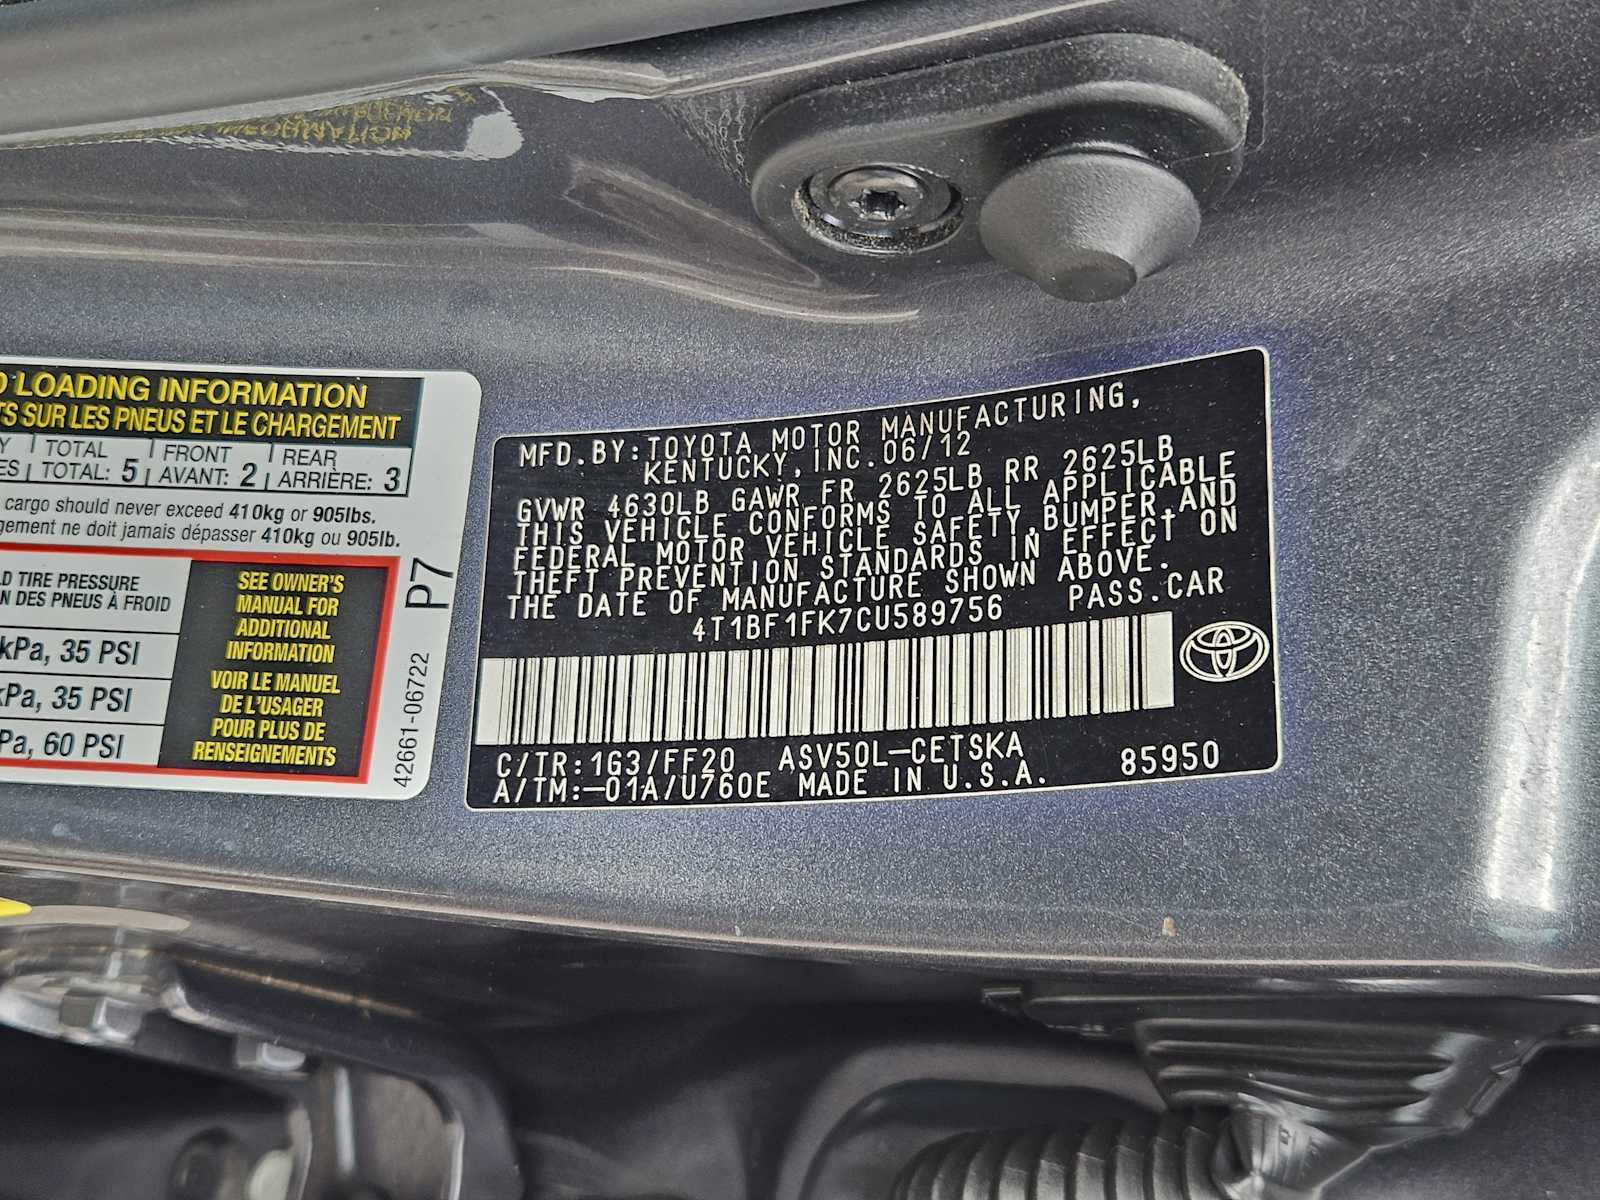 O LOADING INFORMATION
TS SUR LES PNEUS ET LE CHARGEMENT
Y TOTAL FRONT REAR
ES TOTAL: 5 AVANT: 2 ARRIÈRE: 3
cargo should never exceed 410kg or 905lbs.
gement ne doit jamais dépasser 410kg ou 905lb.
LD TIRE PRESSURE
N DES PNEUS À FROID
kPa, 35 PSI
kPa, 35 PSI
Pa, 60 PSI
SEE OWNER'S
MANUAL FOR
ADDITIONAL
INFORMATION
VOIR LE MANUEL
DE L'USAGER
POUR PLUS DE
RENSEIGNEMENTS
P7
42661-06722
MFD.BY:TOYOTA MOTOR MANUFACTURING,
KENTUCKY,INC.06/12
GVWR 4630LB GAWR FR 2625LB RR 2625LB
THIS VEHICLE CONFORMS TO ALL APPLICABLE
FEDERAL MOTOR VEHICLE SAFETY,BUMPER,AND
THEFT PREVENTION STANDARDS IN EFFECT ON
THE DATE OF MANUFACTURE SHOWN ABOVE.
4T1BF1FK7CU589756 PASS.CAR
C/TR:1G3/FF20 ASV50L-CETSKA 85950
A/TM:-01A/U760E MADE IN U.S.A.